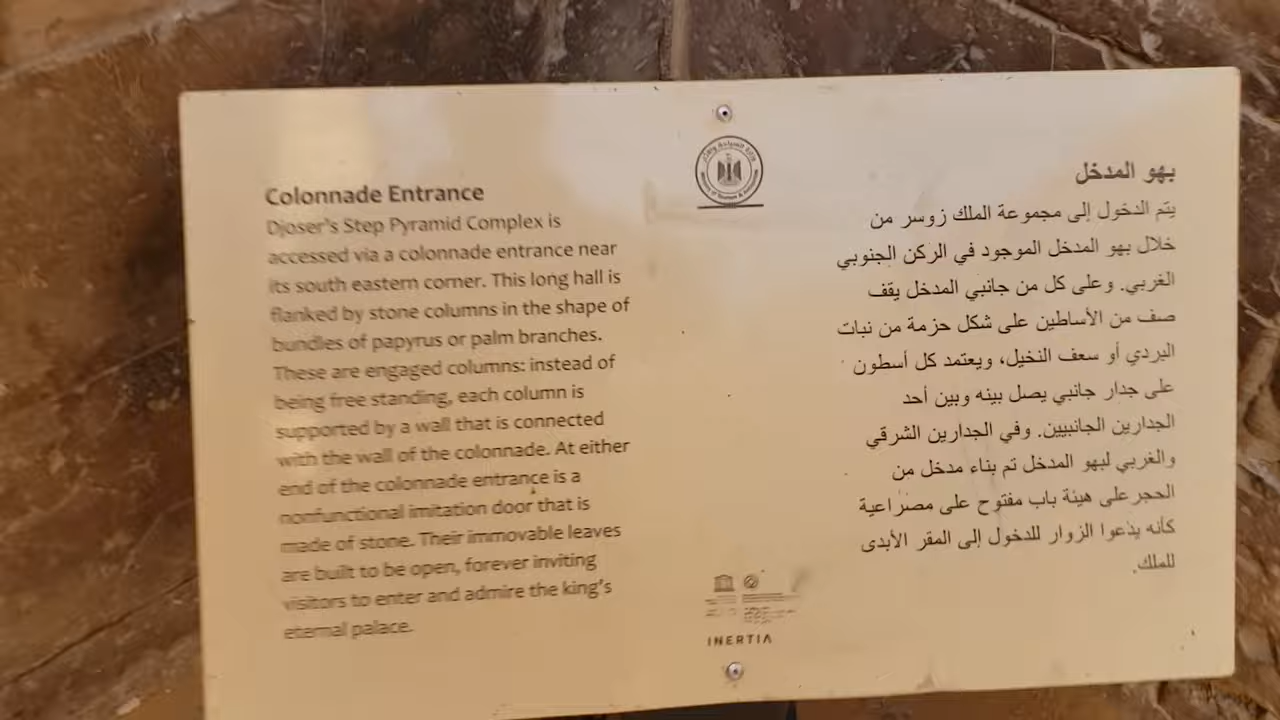 Colonnade Entrance
Djoser's Step Pyramid Complex is
accessed via a colonnade entrance near
its south eastern corner. This long hall is
flanked by stone columns in the shape of
bundles of papyrus or palm branches.
These are engaged columns: instead of
being free standing, each column is
supported by a wall that is connected
with the wall of the colonnade. At either
end of the colonnade entrance is a
nonfunctional imitation door that is
made of stone. Their immovable leaves
are built to be open, forever inviting
visitors to enter and admire the king's
eternal palace.
بهو المدخل
يتم الدخول إلى مجموعة الملك زوسر من
خلال بهو المدخل الموجود في الركن الجنوبي
الغربي. وعلى كل من جانبي المدخل يقف
صف من الأساطين على شكل حزمة من نبات
البردي أو سعف النخيل، ويعتمد كل أسطون
على جدار جانبي يصل بينه وبين أحد
الجدارين الجانبيين. وفي الجدارين الشرقي
والغربي لبهو المدخل تم بناء مدخل من
الحجر على هيئة باب مفتوح على مصراعية
كأنه يدعوا الزوار للدخول إلى المقر الأبدى
للملك.
INERTIA